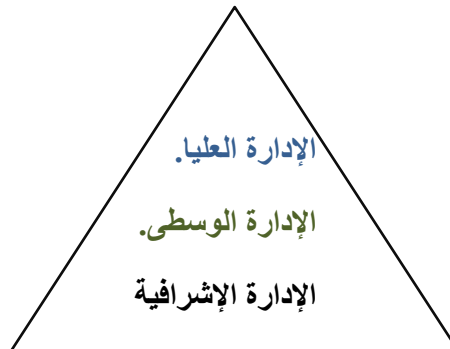 الإدارة العليا.
الإدارة الوسطى.
الإدارة الإشرافية